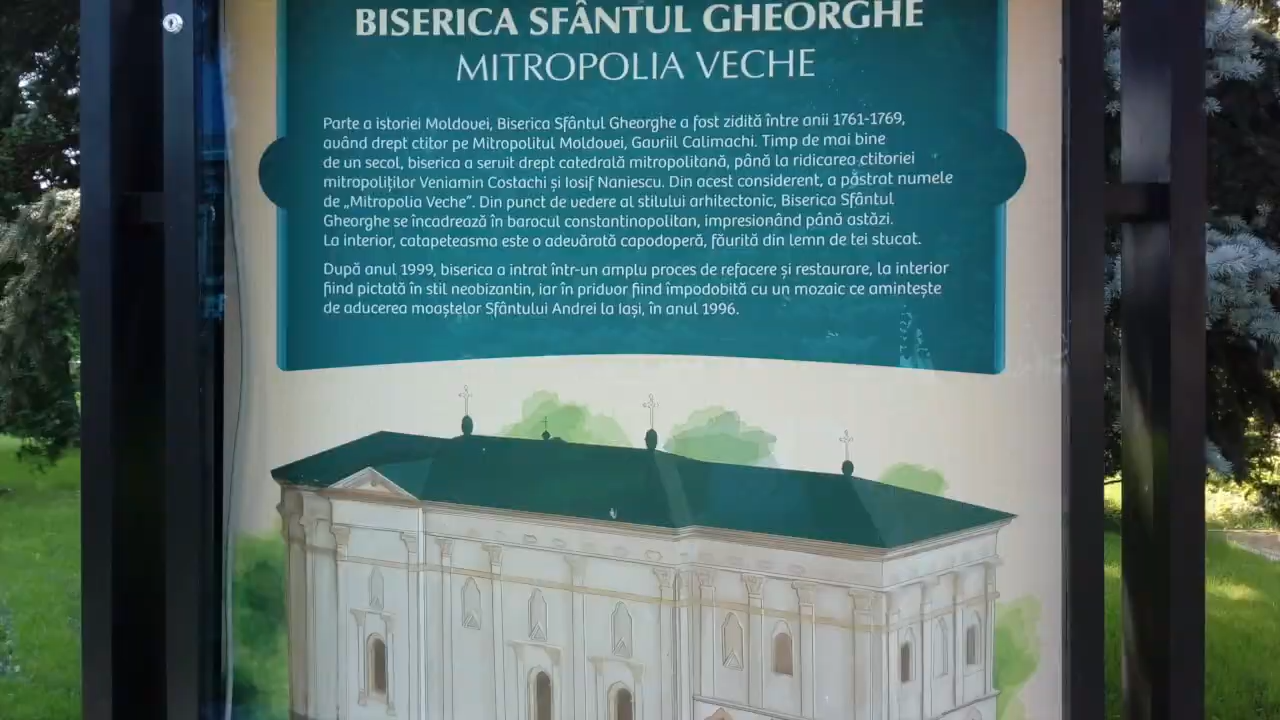 BISERICA SFÂNTUL GHEORGHE
MITROPOLIA VECHE
Parte a istoriei Moldovei, Biserica Sfântul Gheorghe a fost zidită între anii 1761-1769,
având drept ctitor pe Mitropolitul Moldovei, Gavriil Calimachi. Timp de mai bine
de un secol, biserica a servit drept catedrală mitropolitană, până la ridicarea ctitoriei
mitropoliților Veniamin Costachi și Iosif Naniescu. Din acest considerent, a păstrat numele
de „Mitropolia Veche”. Din punct de vedere al stilului arhitectonic, Biserica Sfântul
Gheorghe se încadrează în barocul constantinopolitan, impresionând până astăzi.
La interior, catapeteasma este o adevărată capodoperă, făurită din lemn de tei stucat.
După anul 1999, biserica a intrat într-un amplu proces de refacere și restaurare, la interior
fiind pictată în stil neobizantin, iar în pridvor fiind împodobită cu un mozaic ce amintește
de aducerea moaștelor Sfântului Andrei la Iași, în anul 1996.